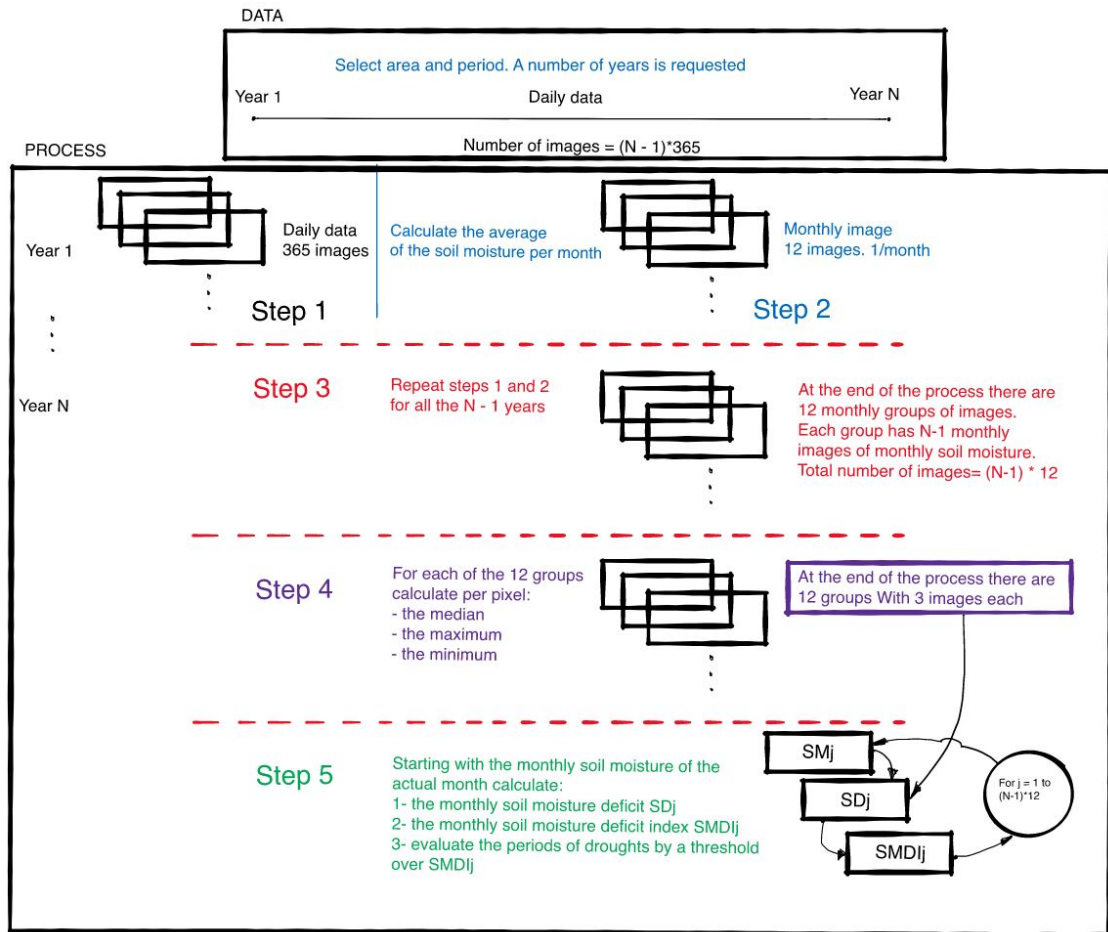 DATA
Select area and period. A number of years is requested
Year 1
Daily data
Year N
Number of images = (N - 1)*365
PROCESS
Year 1
Daily data
365 images
Calculate the average
of the soil moisture per month
Monthly image
12 images. 1/month
Step 1
Step 2
Year N
Step 3
Repeat steps 1 and 2
for all the N - 1 years
At the end of the process there are
12 monthly groups of images.
Each group has N-1 monthly
images of monthly soil moisture.
Total number of images= (N-1) * 12
Step 4
For each of the 12 groups
calculate per pixel:
- the median
- the maximum
- the minimum
At the end of the process there are
12 groups With 3 images each
Step 5
Starting with the monthly soil moisture of the
actual month calculate:
1- the monthly soil moisture deficit SDj
2- the monthly soil moisture deficit index SMDIj
3- evaluate the periods of droughts by a threshold
over SMDIj
SMj
SDj
SMDIj
For j = 1 to
(N-1)*12